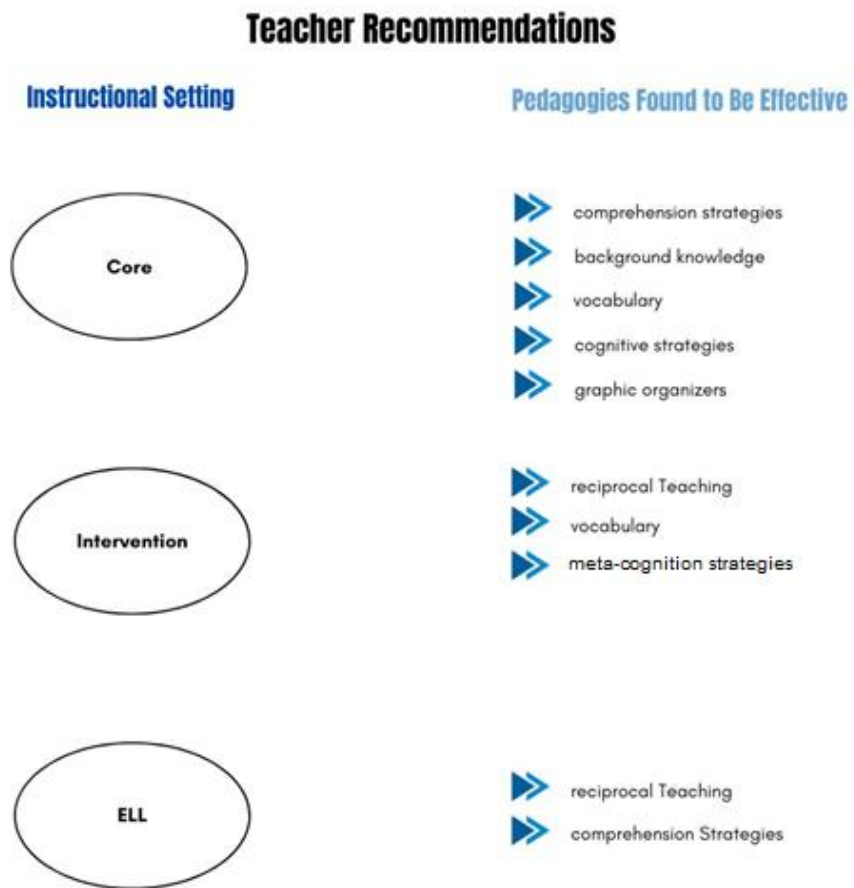 Teacher Recommendations
Instructional Setting
Pedagogies Found to Be Effective
Core
comprehension strategies
background knowledge
vocabulary
cognitive strategies
graphic organizers
Intervention
reciprocal Teaching
vocabulary
meta-cognition strategies
ELL
reciprocal Teaching
comprehension Strategies